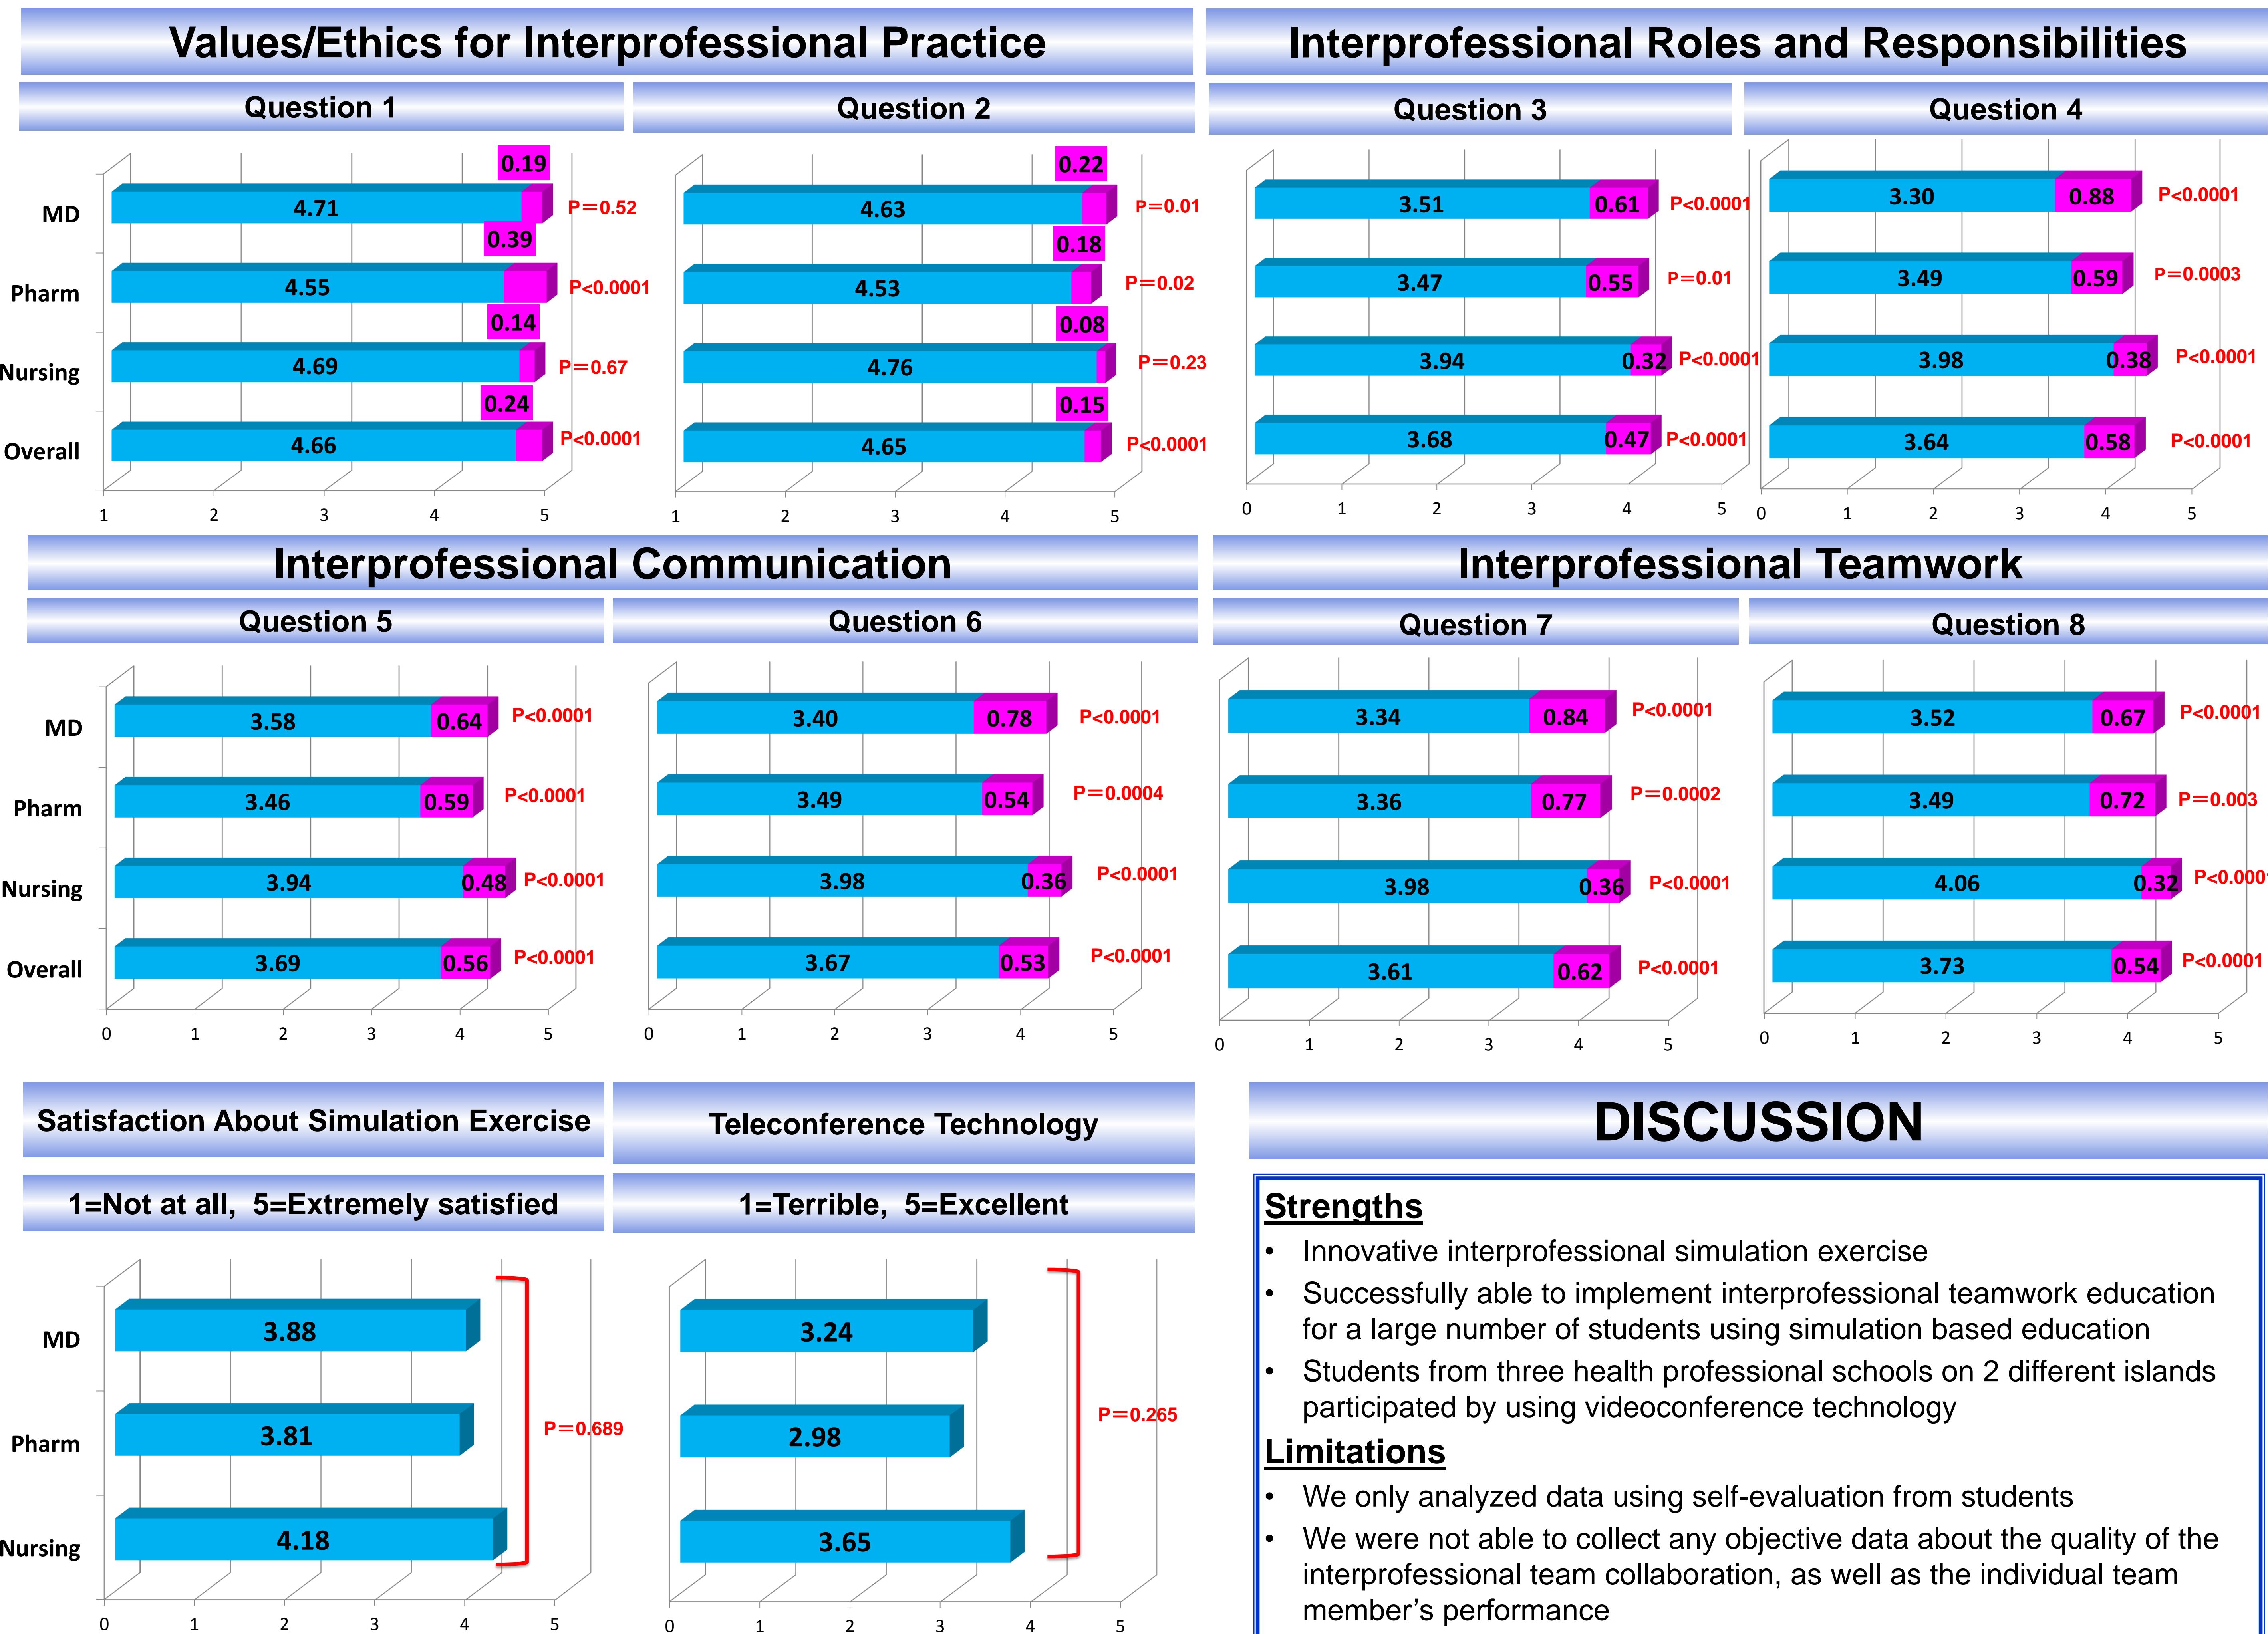 Values/Ethics for Interprofessional Practice
Question 1
0.19
MD 4.71 P=0.52
0.39
Pharm 4.55 P<0.0001
0.14
Nursing 4.69 P=0.67
0.24
Overall 4.66 P<0.0001
1 2 3 4 5
Question 2
0.22
4.63 P=0.01
0.18
4.53 P=0.02
0.08
4.76 P=0.23
0.15
4.65 P<0.0001
1 2 3 4 5
Interprofessional Roles and Responsibilities
Question 3
3.51 0.61 P<0.0001
3.47 0.55 P=0.01
3.94 0.32 P<0.0001
3.68 0.47 P<0.0001
0 1 2 3 4 5
Question 4
3.30 0.88 P<0.0001
3.49 0.59 P=0.0003
3.98 0.38 P<0.0001
3.64 0.58 P<0.0001
0 1 2 3 4 5
Interprofessional Communication
Question 5
MD 3.58 0.64 P<0.0001
Pharm 3.46 0.59 P<0.0001
Nursing 3.94 0.48 P<0.0001
Overall 3.69 0.56 P<0.0001
0 1 2 3 4 5
Question 6
3.40 0.78 P<0.0001
3.49 0.54 P=0.0004
3.98 0.36 P<0.0001
3.67 0.53 P<0.0001
0 1 2 3 4 5
Interprofessional Teamwork
Question 7
3.34 0.84 P<0.0001
3.36 0.77 P=0.0002
3.98 0.36 P<0.0001
3.61 0.62 P<0.0001
0 1 2 3 4 5
Question 8
3.52 0.67 P<0.0001
3.49 0.72 P=0.003
4.06 0.32 P<0.0001
3.73 0.54 P<0.0001
0 1 2 3 4 5
Satisfaction About Simulation Exercise
1=Not at all, 5=Extremely satisfied
MD 3.88
Pharm 3.81 P=0.689
Nursing 4.18
0 1 2 3 4 5
Teleconference Technology
1=Terrible, 5=Excellent
3.24
2.98 P=0.265
3.65
0 1 2 3 4 5
DISCUSSION
Strengths
• Innovative interprofessional simulation exercise
• Successfully able to implement interprofessional teamwork education
for a large number of students using simulation based education
• Students from three health professional schools on 2 different islands
participated by using videoconference technology
Limitations
• We only analyzed data using self-evaluation from students
• We were not able to collect any objective data about the quality of the
interprofessional team collaboration, as well as the individual team
member’s performance